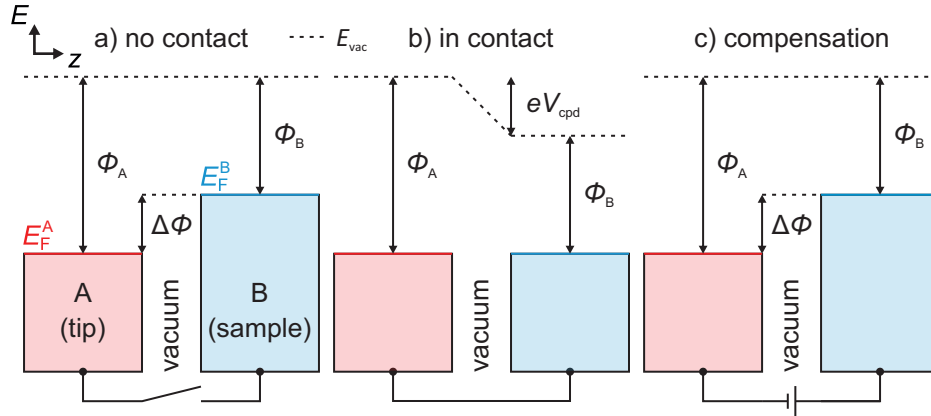 E
z
a) no contact
E_vac
b) in contact
c) compensation
Φ_A
Φ_B
E_F^B
ΔΦ
E_F^A
A
(tip)
vacuum
B
(sample)
Φ_A
eV_cpd
Φ_B
vacuum
Φ_A
Φ_B
ΔΦ
vacuum